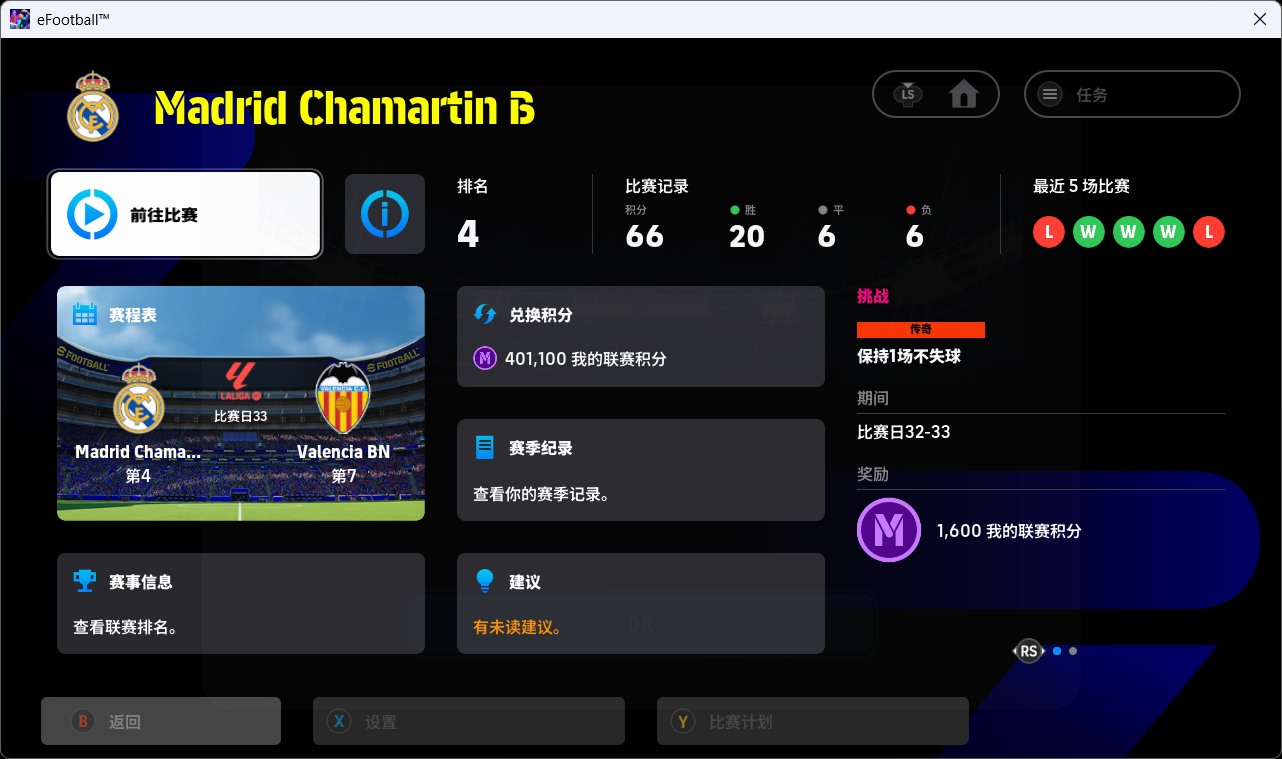 eFootball™
Madrid Chamartin B
LS
任务
前往比赛
排名
4
比赛记录
积分
胜
平
负
66
20
6
6
最近 5 场比赛
L W W W L
赛程表
EFOOTBALL
EFOOTBALL
LALIGA
VALENCIA C.F.
比赛日33
Madrid Chama...
Valencia BN
第4
第7
兑换积分
401,100 我的联赛积分
赛季纪录
查看你的赛季记录。
赛事信息
查看联赛排名。
建议
有未读建议。
OK
挑战
传奇
保持1场不失球
期间
比赛日32-33
奖励
1,600 我的联赛积分
RS
B 返回
X 设置
Y 比赛计划